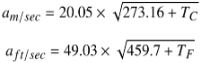 a_{m/sec} = 20.05 × √(273.16 + T_C)
a_{ft/sec} = 49.03 × √(459.7 + T_F)